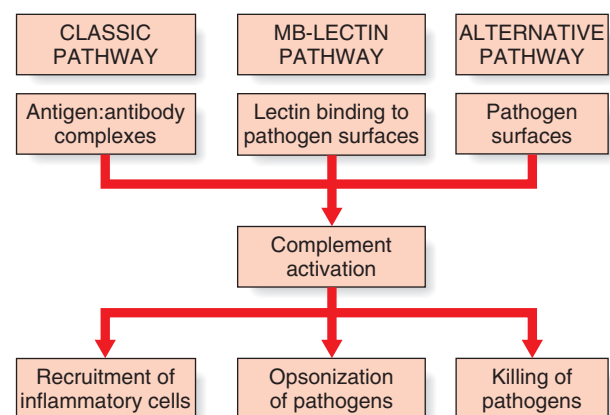 CLASSIC
PATHWAY
MB-LECTIN
PATHWAY
ALTERNATIVE
PATHWAY
Antigen:antibody
complexes
Lectin binding to
pathogen surfaces
Pathogen
surfaces
Complement
activation
Recruitment of
inflammatory cells
Opsonization
of pathogens
Killing of
pathogens